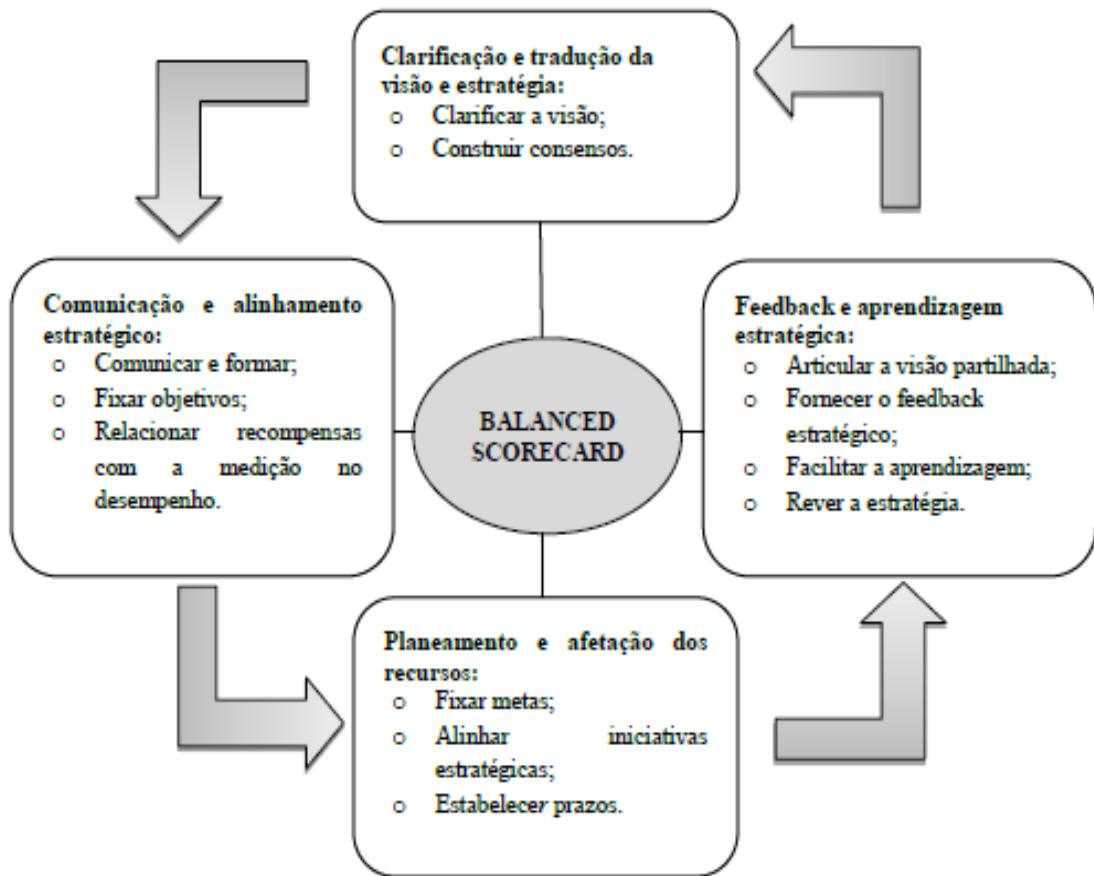 Clarificação e tradução da
visão e estratégia:
o Clarificar a visão;
o Construir consensos.
Comunicação e alinhamento
estratégico:
o Comunicar e formar;
o Fixar objetivos;
o Relacionar recompensas
com a medição no
desempenho.
BALANCED
SCORECARD
Feedback e aprendizagem
estratégica:
o Articular a visão partilhada;
o Fornecer o feedback
estratégico;
o Facilitar a aprendizagem;
o Rever a estratégia.
Planeamento e afetação dos
recursos:
o Fixar metas;
o Alinhar iniciativas
estratégicas;
o Estabelecer prazos.